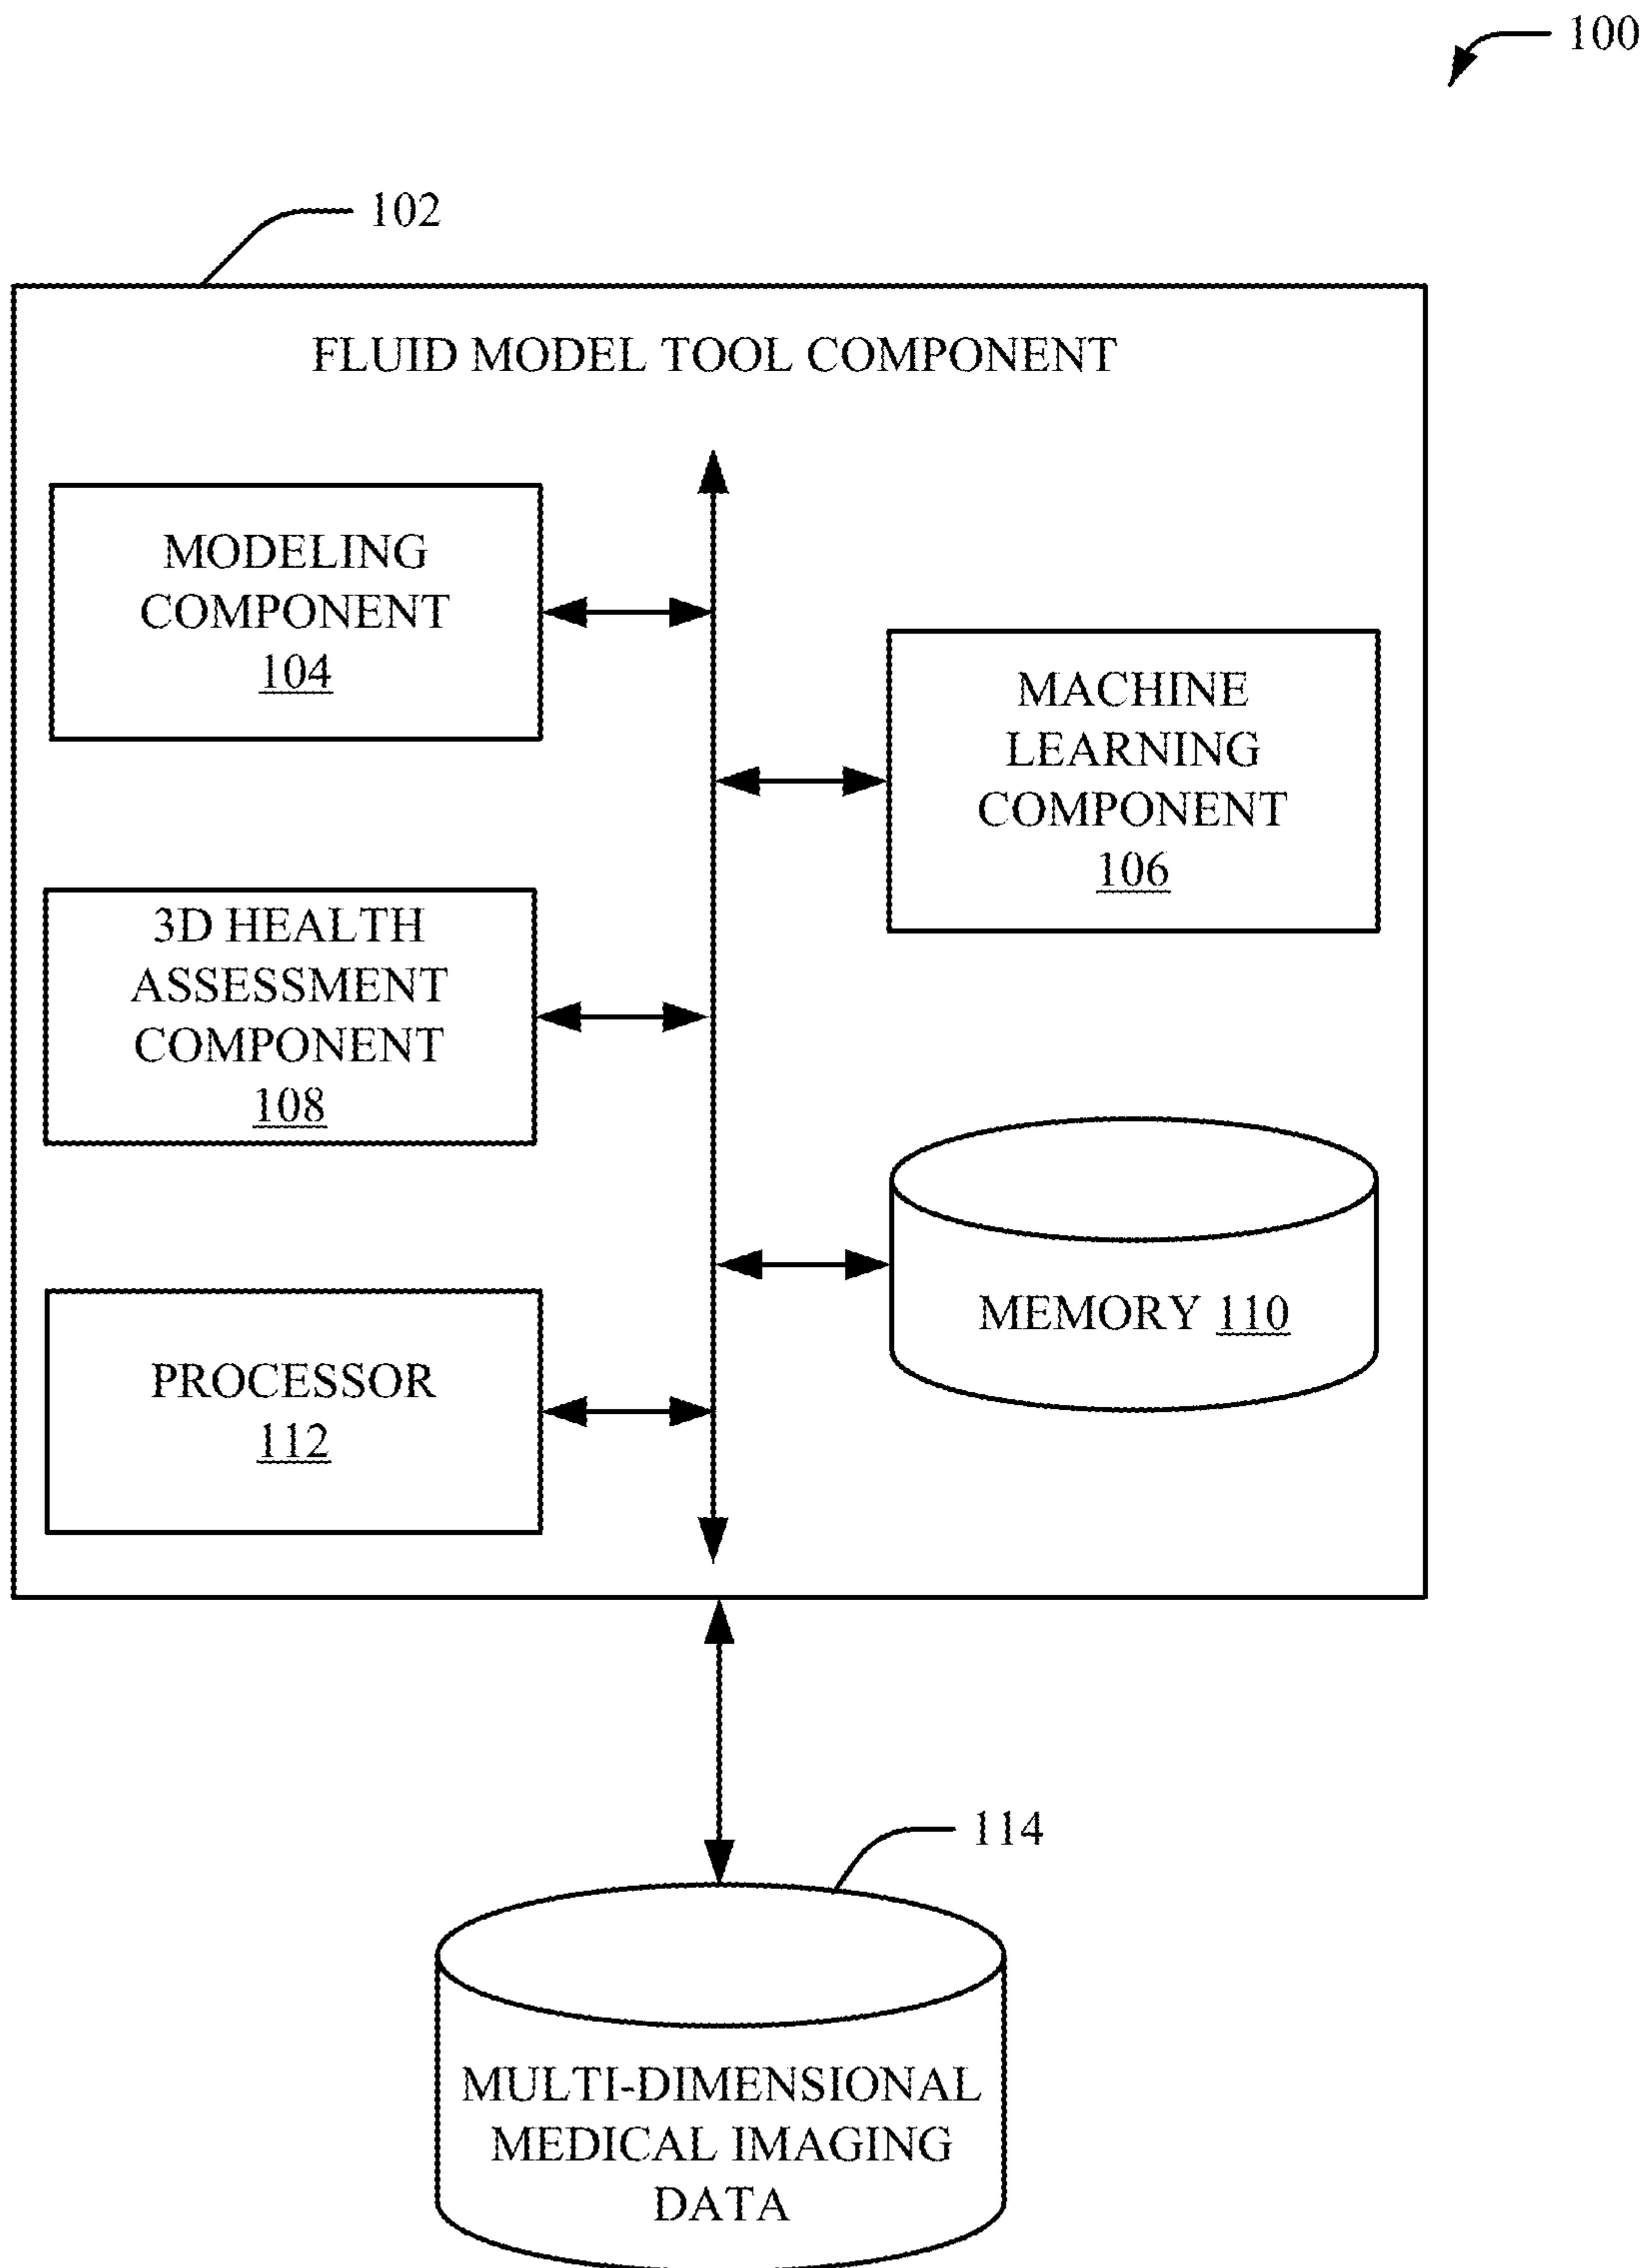 100
102
FLUID MODEL TOOL COMPONENT
MODELING
COMPONENT
104
MACHINE
LEARNING
COMPONENT
106
3D HEALTH
ASSESSMENT
COMPONENT
108
MEMORY 110
PROCESSOR
112
114
MULTI-DIMENSIONAL
MEDICAL IMAGING
DATA